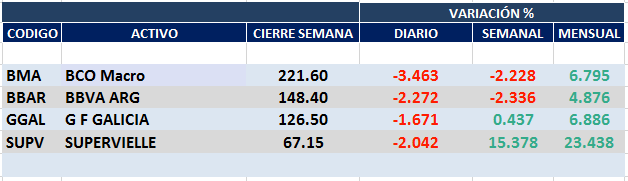 VARIACIÓN %
CODIGO ACTIVO CIERRE SEMANA DIARIO SEMANAL MENSUAL
BMA BCO Macro 221.60 -3.463 -2.228 6.795
BBAR BBVA ARG 148.40 -2.272 -2.336 4.876
GGAL G F GALICIA 126.50 -1.671 0.437 6.886
SUPV SUPERVIELLE 67.15 -2.042 15.378 23.438